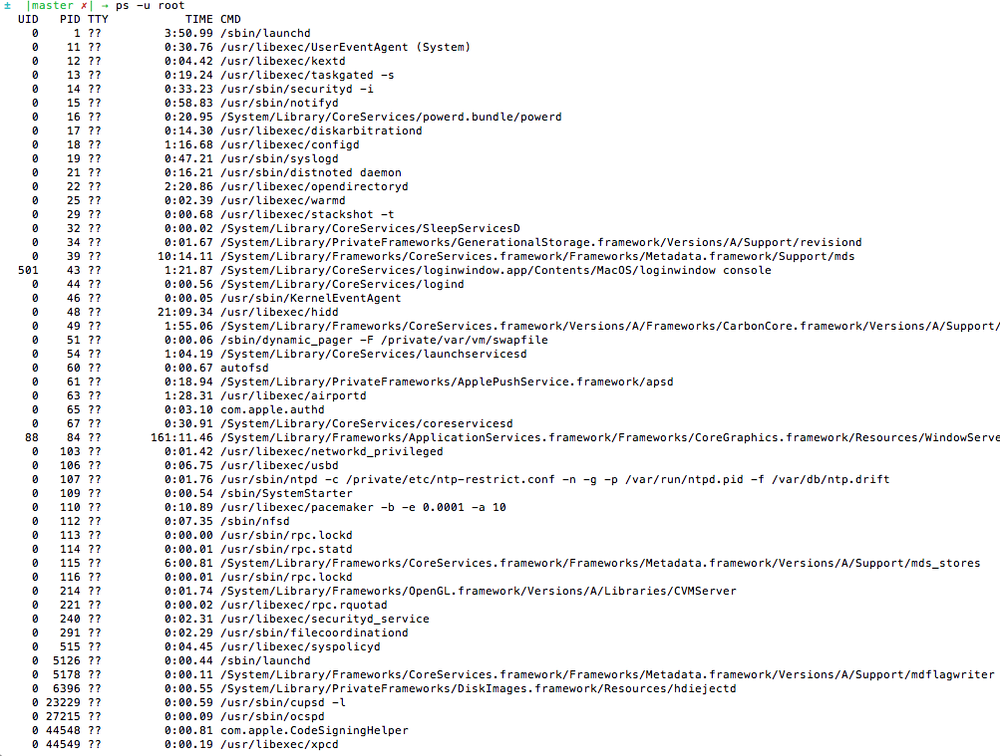 ± |master ✗| → ps -u root
UID PID TTY TIME CMD
0 1 ?? 3:50.99 /sbin/launchd
0 11 ?? 0:30.76 /usr/libexec/UserEventAgent (System)
0 12 ?? 0:04.42 /usr/libexec/kextd
0 13 ?? 0:19.24 /usr/libexec/taskgated -s
0 14 ?? 0:33.23 /usr/sbin/securityd -i
0 15 ?? 0:58.83 /usr/sbin/notifyd
0 16 ?? 0:20.95 /System/Library/CoreServices/powerd.bundle/powerd
0 17 ?? 0:14.30 /usr/libexec/diskarbitrationd
0 18 ?? 1:16.68 /usr/libexec/configd
0 19 ?? 0:47.21 /usr/sbin/syslogd
0 21 ?? 0:16.21 /usr/sbin/distnoted daemon
0 22 ?? 2:20.86 /usr/libexec/opendirectoryd
0 25 ?? 0:02.39 /usr/libexec/warmd
0 29 ?? 0:00.68 /usr/libexec/stackshot -t
0 32 ?? 0:00.02 /System/Library/CoreServices/SleepServicesD
0 34 ?? 0:01.67 /System/Library/PrivateFrameworks/GenerationalStorage.framework/Versions/A/Support/revisiond
0 39 ?? 10:14.11 /System/Library/Frameworks/CoreServices.framework/Frameworks/Metadata.framework/Support/mds
501 43 ?? 1:21.87 /System/Library/CoreServices/loginwindow.app/Contents/MacOS/loginwindow console
0 44 ?? 0:00.56 /System/Library/CoreServices/logind
0 46 ?? 0:00.05 /usr/sbin/KernelEventAgent
0 48 ?? 21:09.34 /usr/libexec/hidd
0 49 ?? 1:55.06 /System/Library/Frameworks/CoreServices.framework/Versions/A/Frameworks/CarbonCore.framework/Versions/A/Support/
0 51 ?? 0:00.06 /sbin/dynamic_pager -F /private/var/vm/swapfile
0 54 ?? 1:04.19 /System/Library/CoreServices/launchservicesd
0 60 ?? 0:00.67 autofsd
0 61 ?? 0:18.94 /System/Library/PrivateFrameworks/ApplePushService.framework/apsd
0 63 ?? 1:28.31 /usr/libexec/airportd
0 65 ?? 0:03.10 com.apple.authd
0 67 ?? 0:30.91 /System/Library/CoreServices/coreservicesd
88 84 ?? 161:11.46 /System/Library/Frameworks/ApplicationServices.framework/Frameworks/CoreGraphics.framework/Resources/WindowServe
0 103 ?? 0:01.42 /usr/libexec/networkd_privileged
0 106 ?? 0:06.75 /usr/libexec/usbd
0 107 ?? 0:01.76 /usr/sbin/ntpd -c /private/etc/ntp-restrict.conf -n -g -p /var/run/ntpd.pid -f /var/db/ntp.drift
0 109 ?? 0:00.54 /sbin/SystemStarter
0 110 ?? 0:10.89 /usr/libexec/pacemaker -b -e 0.0001 -a 10
0 112 ?? 0:07.35 /sbin/nfsd
0 113 ?? 0:00.00 /usr/sbin/rpc.lockd
0 114 ?? 0:00.01 /usr/sbin/rpc.statd
0 115 ?? 6:00.81 /System/Library/Frameworks/CoreServices.framework/Frameworks/Metadata.framework/Versions/A/Support/mds_stores
0 116 ?? 0:00.01 /usr/sbin/rpc.lockd
0 214 ?? 0:01.74 /System/Library/Frameworks/OpenGL.framework/Versions/A/Libraries/CVMServer
0 221 ?? 0:00.02 /usr/libexec/rpc.rquotad
0 240 ?? 0:02.31 /usr/libexec/securityd_service
0 291 ?? 0:02.29 /usr/sbin/filecoordinationd
0 515 ?? 0:04.45 /usr/libexec/syspolicyd
0 5126 ?? 0:00.44 /sbin/launchd
0 5178 ?? 0:00.11 /System/Library/Frameworks/CoreServices.framework/Frameworks/Metadata.framework/Versions/A/Support/mdflagwriter
0 6396 ?? 0:00.55 /System/Library/PrivateFrameworks/DiskImages.framework/Resources/hdiejectd
0 23229 ?? 0:00.59 /usr/sbin/cupsd -l
0 27215 ?? 0:00.09 /usr/sbin/ocspd
0 44548 ?? 0:00.81 com.apple.CodeSigningHelper
0 44549 ?? 0:00.19 /usr/libexec/xpcd